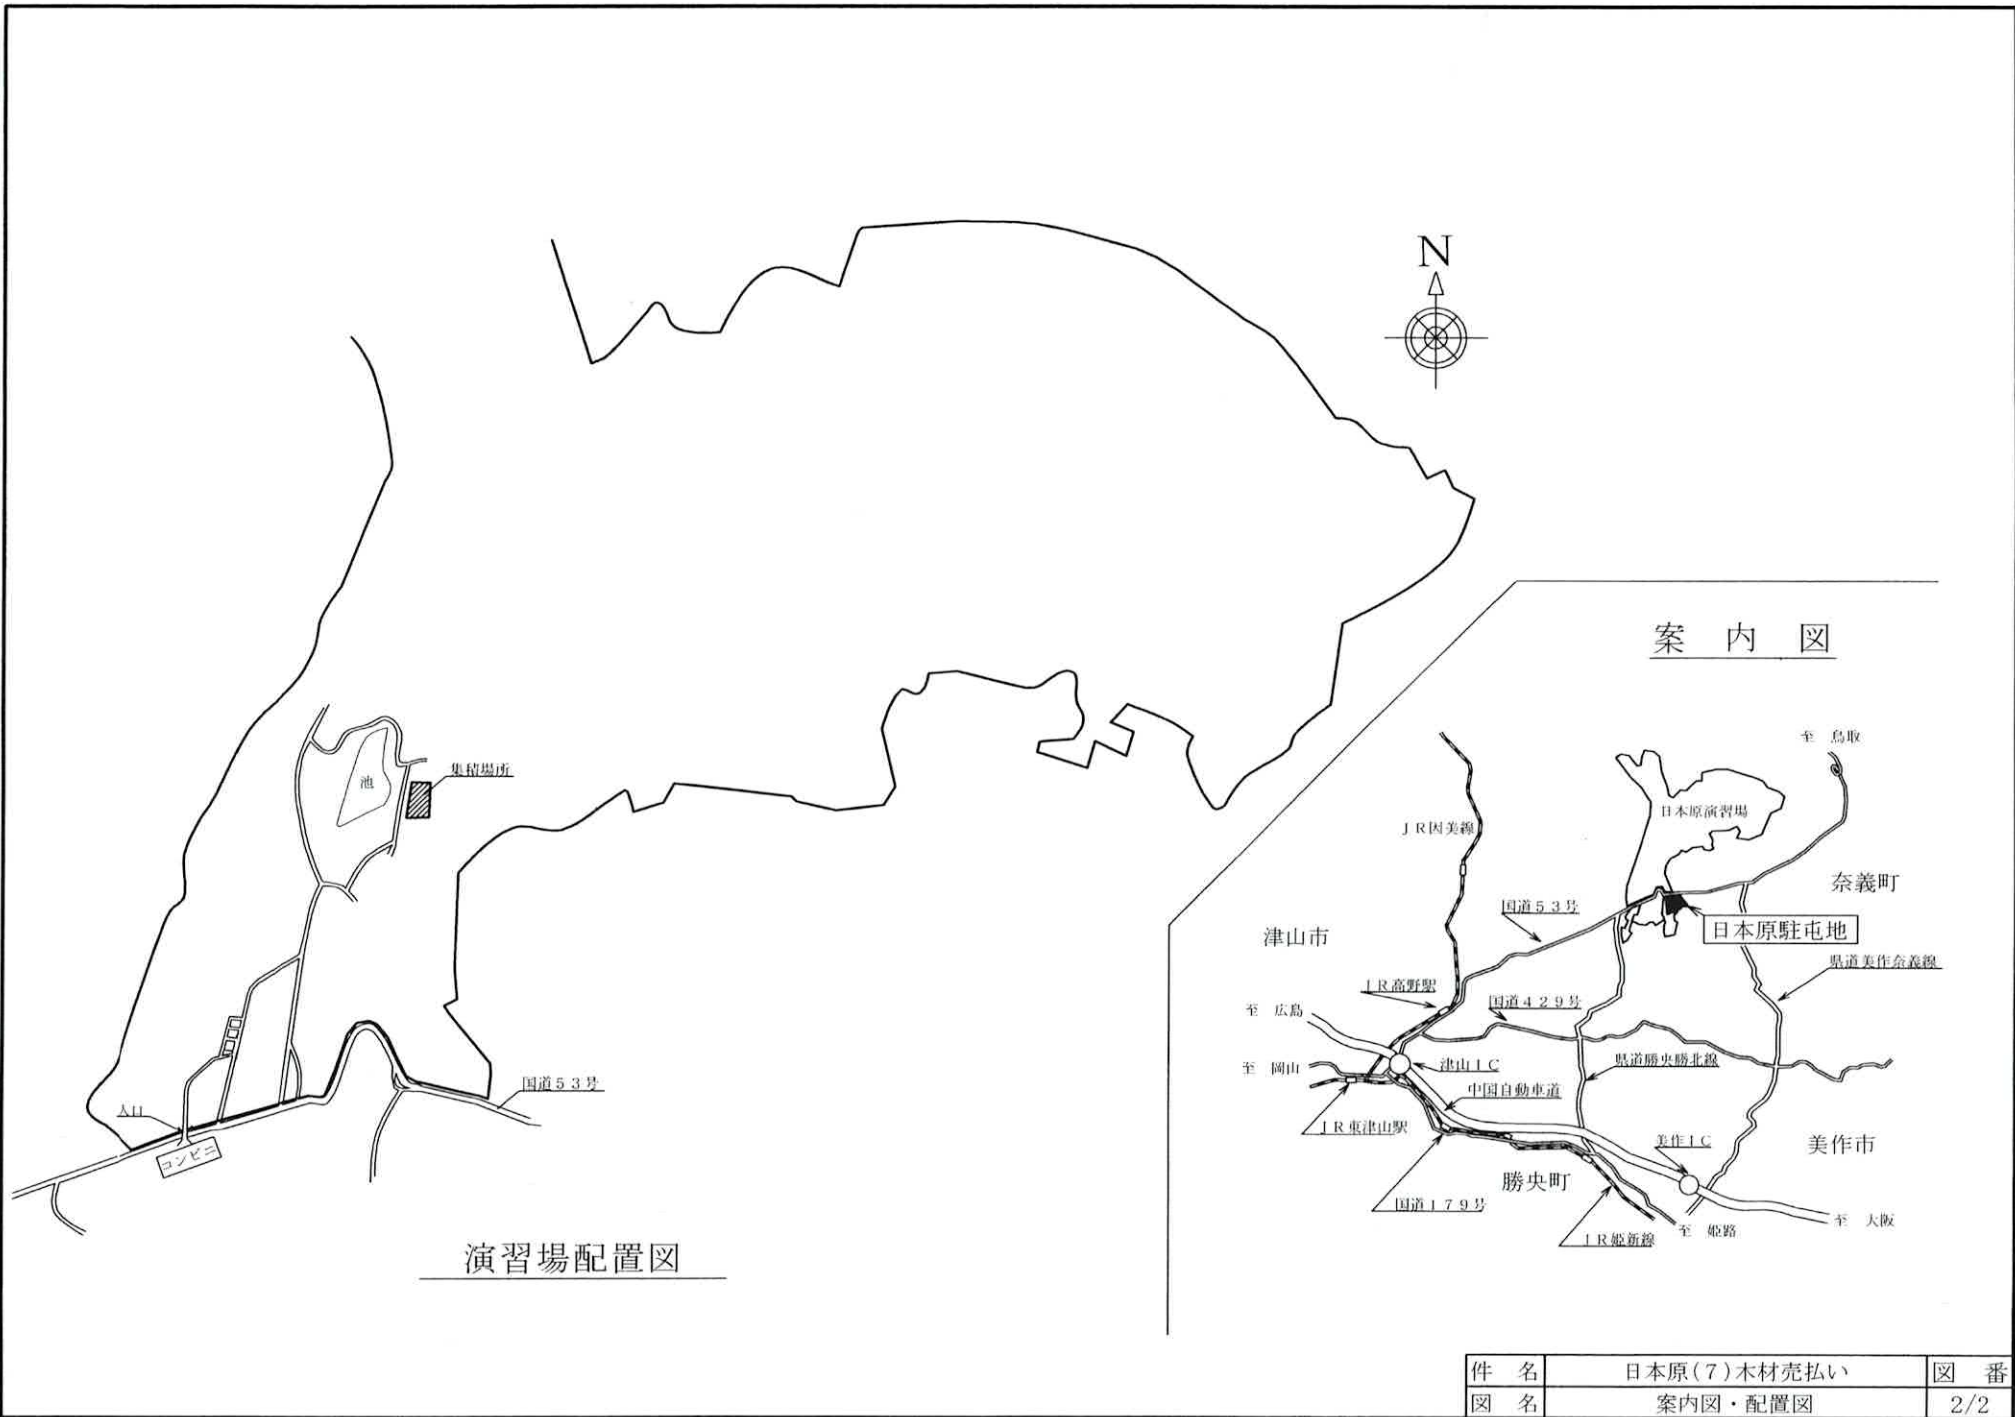 N
集積場所
池
国道53号
入口
コンビニ
演習場配置図
案 内 図
至 鳥取
日本原演習場
JR因美線
奈義町
国道53号
日本原駐屯地
津山市
県道美作奈義線
JR高野駅
国道429号
至 広島
至 岡山
津山IC
県道勝央勝北線
中国自動車道
JR東津山駅
美作IC
美作市
勝央町
国道179号
至 大阪
至 姫路
JR姫新線
件 名 日本原(7)木材売払い 図 番
図 名 案内図・配置図 2/2